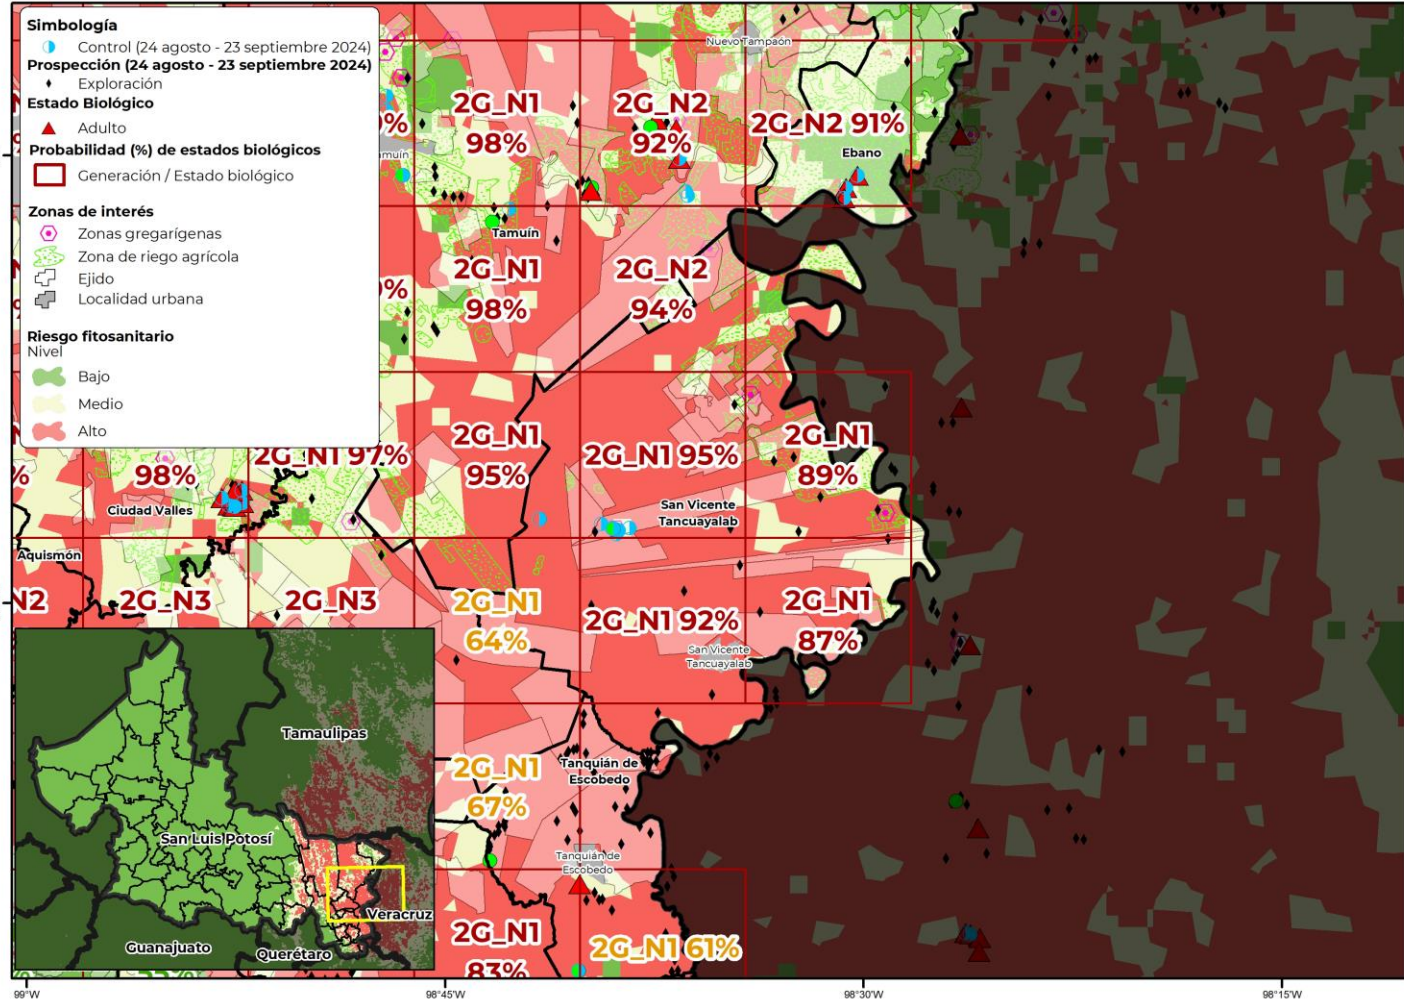 Simbología
Control (24 agosto - 23 septiembre 2024)
Prospección (24 agosto - 23 septiembre 2024)
Exploración
Estado Biológico
Adulto
Probabilidad (%) de estados biológicos
Generación / Estado biológico
Zonas de interés
Zonas gregarígenas
Zona de riego agrícola
Ejido
Localidad urbana
Riesgo fitosanitario
Nivel
Bajo
Medio
Alto
Nuevo Tampaón
2G_N1
98%
2G_N2
92%
2G_N2 91%
Ebano
Tamuín
2G_N1
98%
2G_N2
94%
98%
2G_N1 97%
2G_N1
95%
2G_N1 95%
2G_N1
89%
Ciudad Valles
San Vicente
Tancuayalab
Aquismón
N2
2G_N3
2G_N3
2G_N1
64%
2G_N1 92%
2G_N1
87%
San Vicente
Tancuayalab
2G_N1
67%
Tanquián de
Escobedo
Tanquián de
Escobedo
2G_N1
83%
2G_N1 61%
Tamaulipas
San Luis Potosí
Veracruz
Guanajuato
Querétaro
99°W
98°45'W
98°30'W
98°15'W